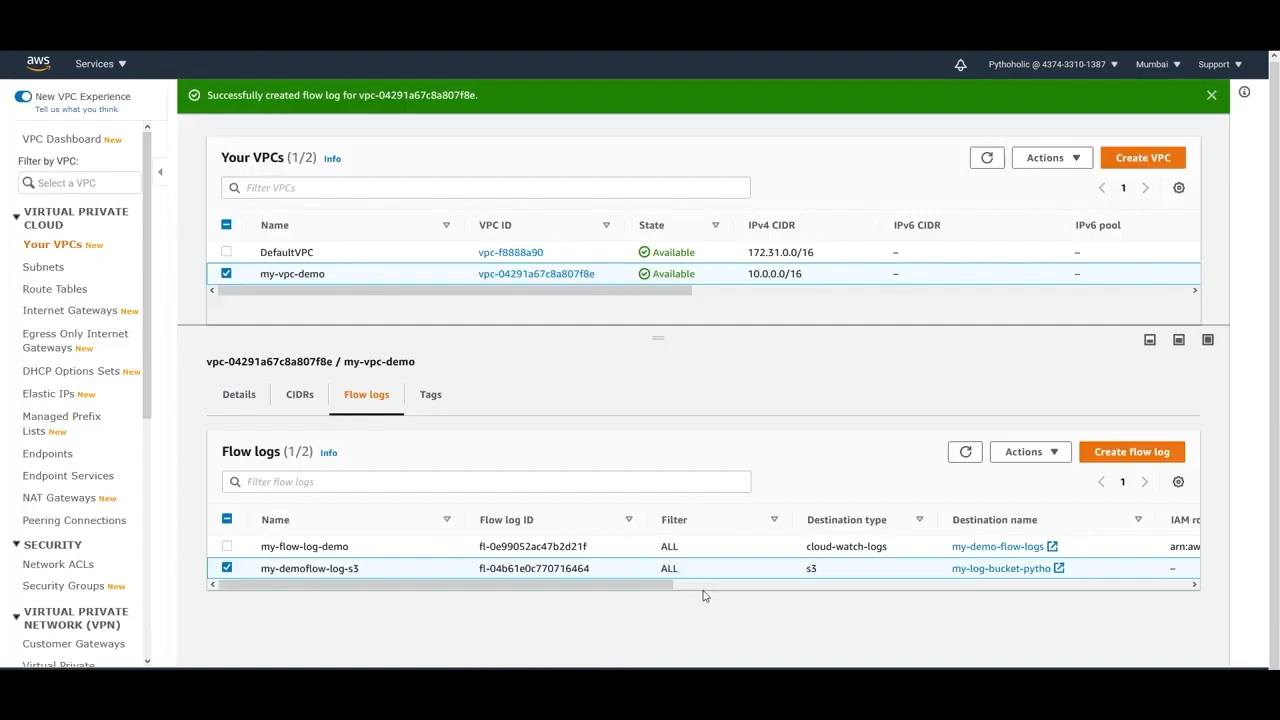 aws
Services
Pythoholic @ 4374-3310-1387
Mumbai
Support
New VPC Experience
Tell us what you think
VPC Dashboard New
Filter by VPC:
Select a VPC
VIRTUAL PRIVATE
CLOUD
Your VPCs New
Subnets
Route Tables
Internet Gateways New
Egress Only Internet
Gateways New
DHCP Options Sets New
Elastic IPs New
Managed Prefix
Lists New
Endpoints
Endpoint Services
NAT Gateways New
Peering Connections
SECURITY
Network ACLs
Security Groups New
VIRTUAL PRIVATE
NETWORK (VPN)
Customer Gateways
Virtual Private
Successfully created flow log for vpc-04291a67c8a807f8e.
Your VPCs (1/2) Info
Actions
Create VPC
Filter VPCs
1
Name VPC ID State IPv4 CIDR IPv6 CIDR IPv6 pool
DefaultVPC vpc-f8888a90 Available 172.31.0.0/16 – –
my-vpc-demo vpc-04291a67c8a807f8e Available 10.0.0.0/16 – –
vpc-04291a67c8a807f8e / my-vpc-demo
Details CIDRs Flow logs Tags
Flow logs (1/2) Info
Actions
Create flow log
Filter flow logs
1
Name Flow log ID Filter Destination type Destination name IAM ro
my-flow-log-demo fl-0e99052ac47b2d21f ALL cloud-watch-logs my-demo-flow-logs arn:aw
my-demoflow-log-s3 fl-04b61e0c770716464 ALL s3 my-log-bucket-pytho –